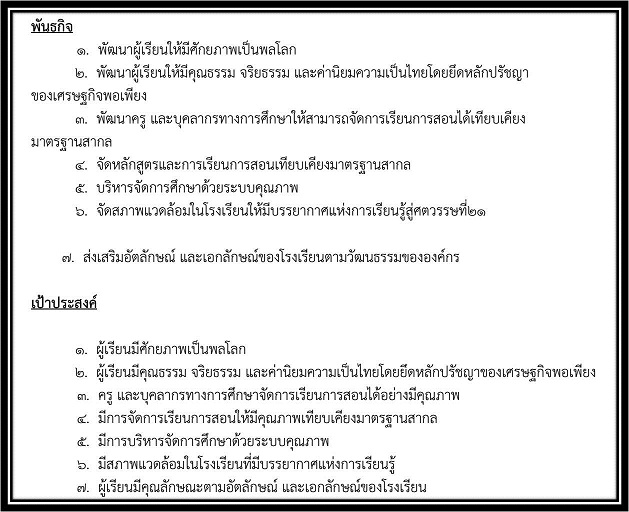 พันธกิจ
๑. พัฒนาผู้เรียนให้มีศักยภาพเป็นพลโลก
๒. พัฒนาผู้เรียนให้มีคุณธรรม จริยธรรม และค่านิยมความเป็นไทยโดยยึดหลักปรัชญา
ของเศรษฐกิจพอเพียง
๓. พัฒนาครู และบุคลากรทางการศึกษาให้สามารถจัดการเรียนการสอนได้เทียบเคียง
มาตรฐานสากล
๔. จัดหลักสูตรและการเรียนการสอนเทียบเคียงมาตรฐานสากล
๕. บริหารจัดการศึกษาด้วยระบบคุณภาพ
๖. จัดสภาพแวดล้อมในโรงเรียนให้มีบรรยากาศแห่งการเรียนรู้สู่ศตวรรษที่๒๑
๗. ส่งเสริมอัตลักษณ์ และเอกลักษณ์ของโรงเรียนตามวัฒนธรรมขององค์กร
เป้าประสงค์
๑. ผู้เรียนมีศักยภาพเป็นพลโลก
๒. ผู้เรียนมีคุณธรรม จริยธรรม และค่านิยมความเป็นไทยโดยยึดหลักปรัชญาของเศรษฐกิจพอเพียง
๓. ครู และบุคลากรทางการศึกษาจัดการเรียนการสอนได้อย่างมีคุณภาพ
๔. มีการจัดการเรียนการสอนให้มีคุณภาพเทียบเคียงมาตรฐานสากล
๕. มีการบริหารจัดการศึกษาด้วยระบบคุณภาพ
๖. มีสภาพแวดล้อมในโรงเรียนที่มีบรรยากาศแห่งการเรียนรู้
๗. ผู้เรียนมีคุณลักษณะตามอัตลักษณ์ และเอกลักษณ์ของโรงเรียน